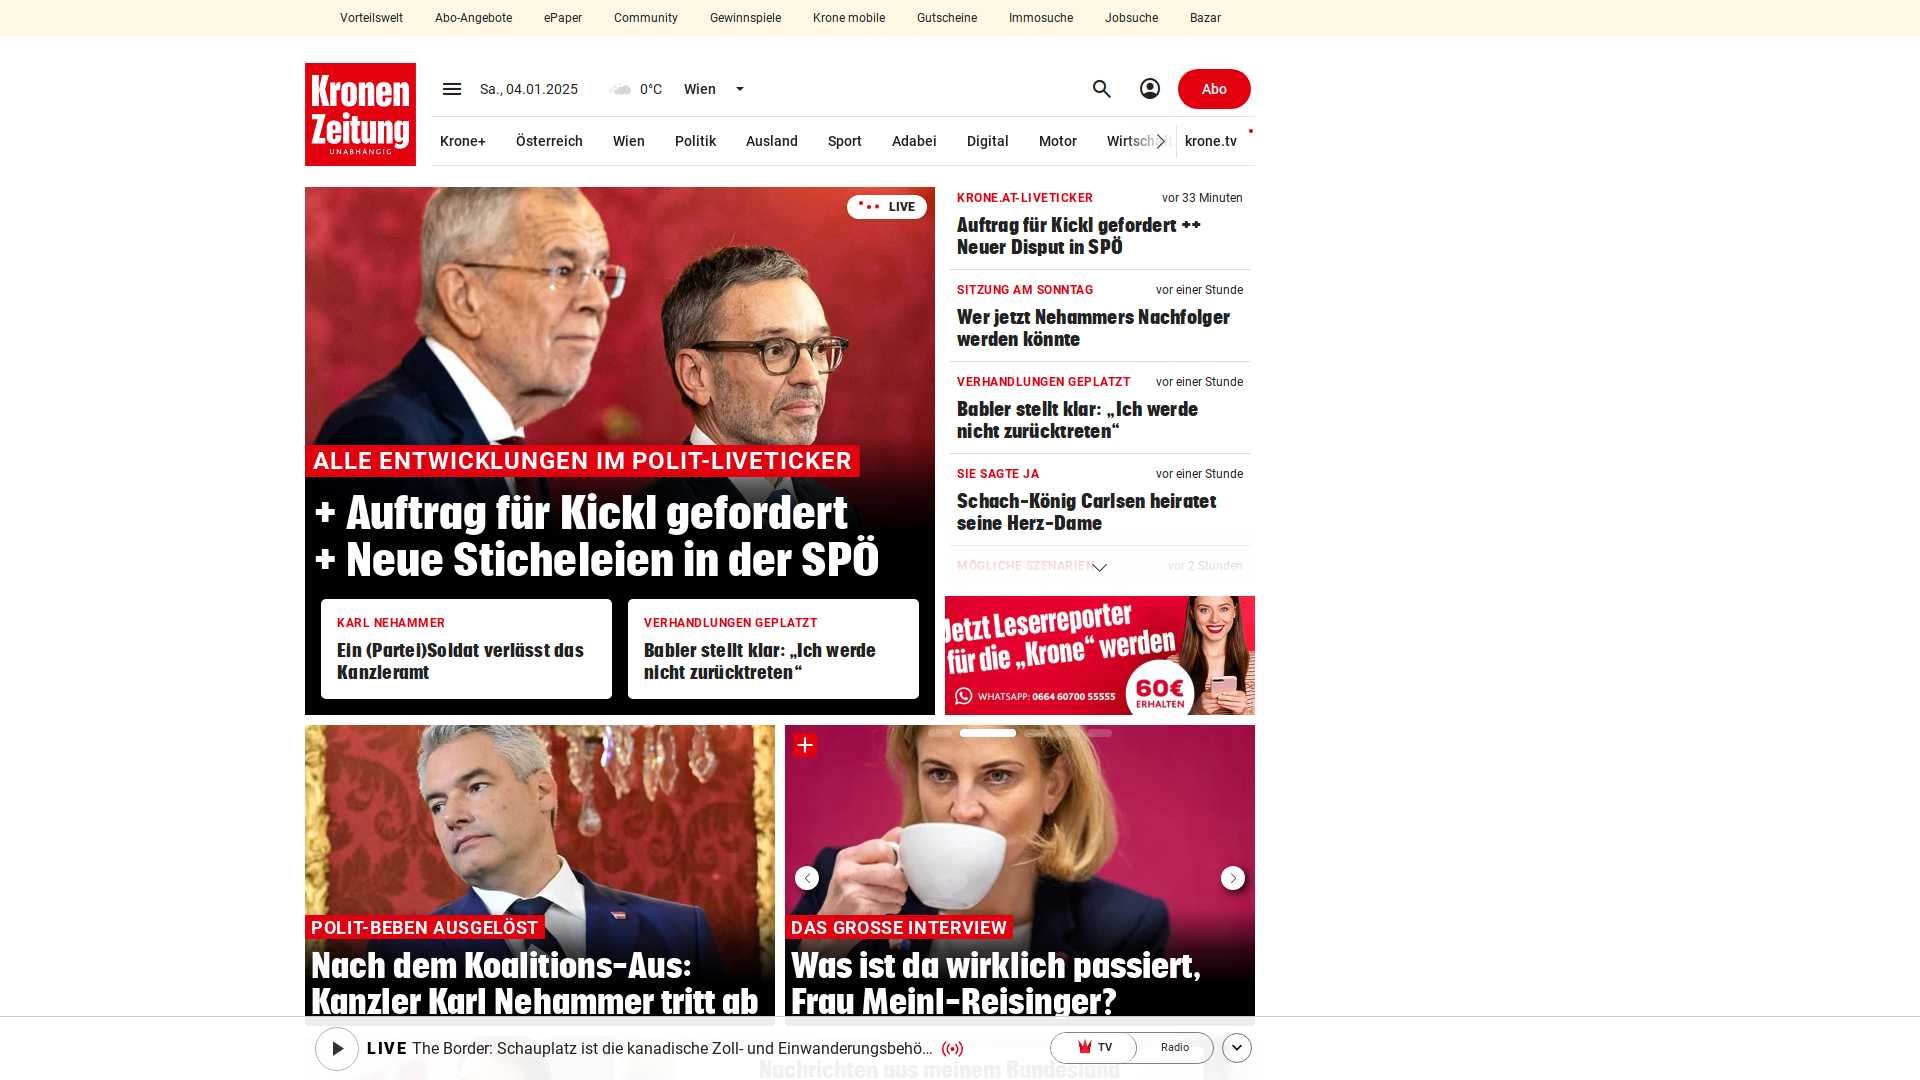 Vorteilswelt Abo-Angebote ePaper Community Gewinnspiele Krone mobile Gutscheine Immosuche Jobsuche Bazar
Kronen
Zeitung
UNABHÄNGIG
Sa., 04.01.2025 0°C Wien Abo
Krone+ Österreich Wien Politik Ausland Sport Adabei Digital Motor Wirtschaft krone.tv
LIVE
ALLE ENTWICKLUNGEN IM POLIT-LIVETICKER
+ Auftrag für Kickl gefordert
+ Neue Sticheleien in der SPÖ
KARL NEHAMMER
Ein (Partei)Soldat verlässt das
Kanzleramt
VERHANDLUNGEN GEPLATZT
Babler stellt klar: „Ich werde
nicht zurücktreten“
KRONE.AT-LIVETICKER vor 33 Minuten
Auftrag für Kickl gefordert ++
Neuer Disput in SPÖ
SITZUNG AM SONNTAG vor einer Stunde
Wer jetzt Nehammers Nachfolger
werden könnte
VERHANDLUNGEN GEPLATZT vor einer Stunde
Babler stellt klar: „Ich werde
nicht zurücktreten“
SIE SAGTE JA vor einer Stunde
Schach-König Carlsen heiratet
seine Herz-Dame
MÖGLICHE SZENARIEN vor 2 Stunden
Jetzt Leserreporter
für die „Krone“ werden
WHATSAPP: 0664 60700 55555
60€
ERHALTEN
POLIT-BEBEN AUSGELÖST
Nach dem Koalitions-Aus:
Kanzler Karl Nehammer tritt ab
DAS GROSSE INTERVIEW
Was ist da wirklich passiert,
Frau Meinl-Reisinger?
LIVE The Border: Schauplatz ist die kanadische Zoll- und Einwanderungsbehö... TV Radio
Nachrichten aus meinem Bundesland